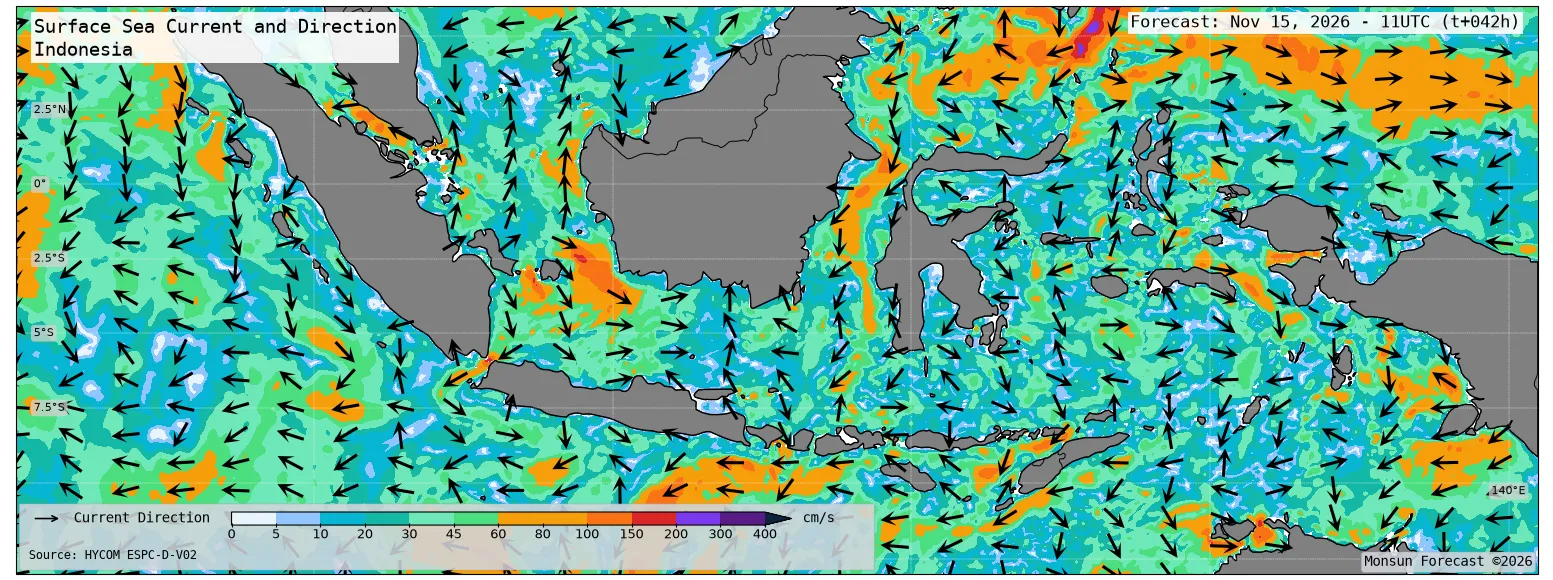 Surface Sea Current and Direction
Indonesia
Forecast: Nov 15, 2026 - 11UTC (t+042h)
2.5°N
0°
2.5°S
5°S
7.5°S
140°E
Current Direction
0 5 10 20 30 45 60 80 100 150 200 300 400 cm/s
Source: HYCOM ESPC-D-V02
Monsun Forecast ©2026